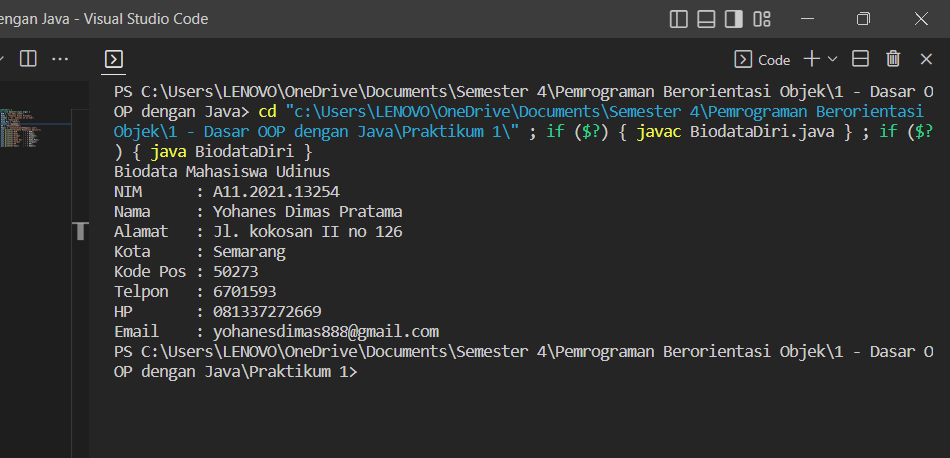 engan Java - Visual Studio Code
Code
PS C:\Users\LENOVO\OneDrive\Documents\Semester 4\Pemrograman Berorientasi Objek\1 - Dasar O
OP dengan Java> cd "c:\Users\LENOVO\OneDrive\Documents\Semester 4\Pemrograman Berorientasi
Objek\1 - Dasar OOP dengan Java\Praktikum 1\" ; if ($?) { javac BiodataDiri.java } ; if ($?
) { java BiodataDiri }
Biodata Mahasiswa Udinus
NIM      : A11.2021.13254
Nama     : Yohanes Dimas Pratama
Alamat   : Jl. kokosan II no 126
Kota     : Semarang
Kode Pos : 50273
Telpon   : 6701593
HP       : 081337272669
Email    : yohanesdimas888@gmail.com
PS C:\Users\LENOVO\OneDrive\Documents\Semester 4\Pemrograman Berorientasi Objek\1 - Dasar O
OP dengan Java\Praktikum 1>